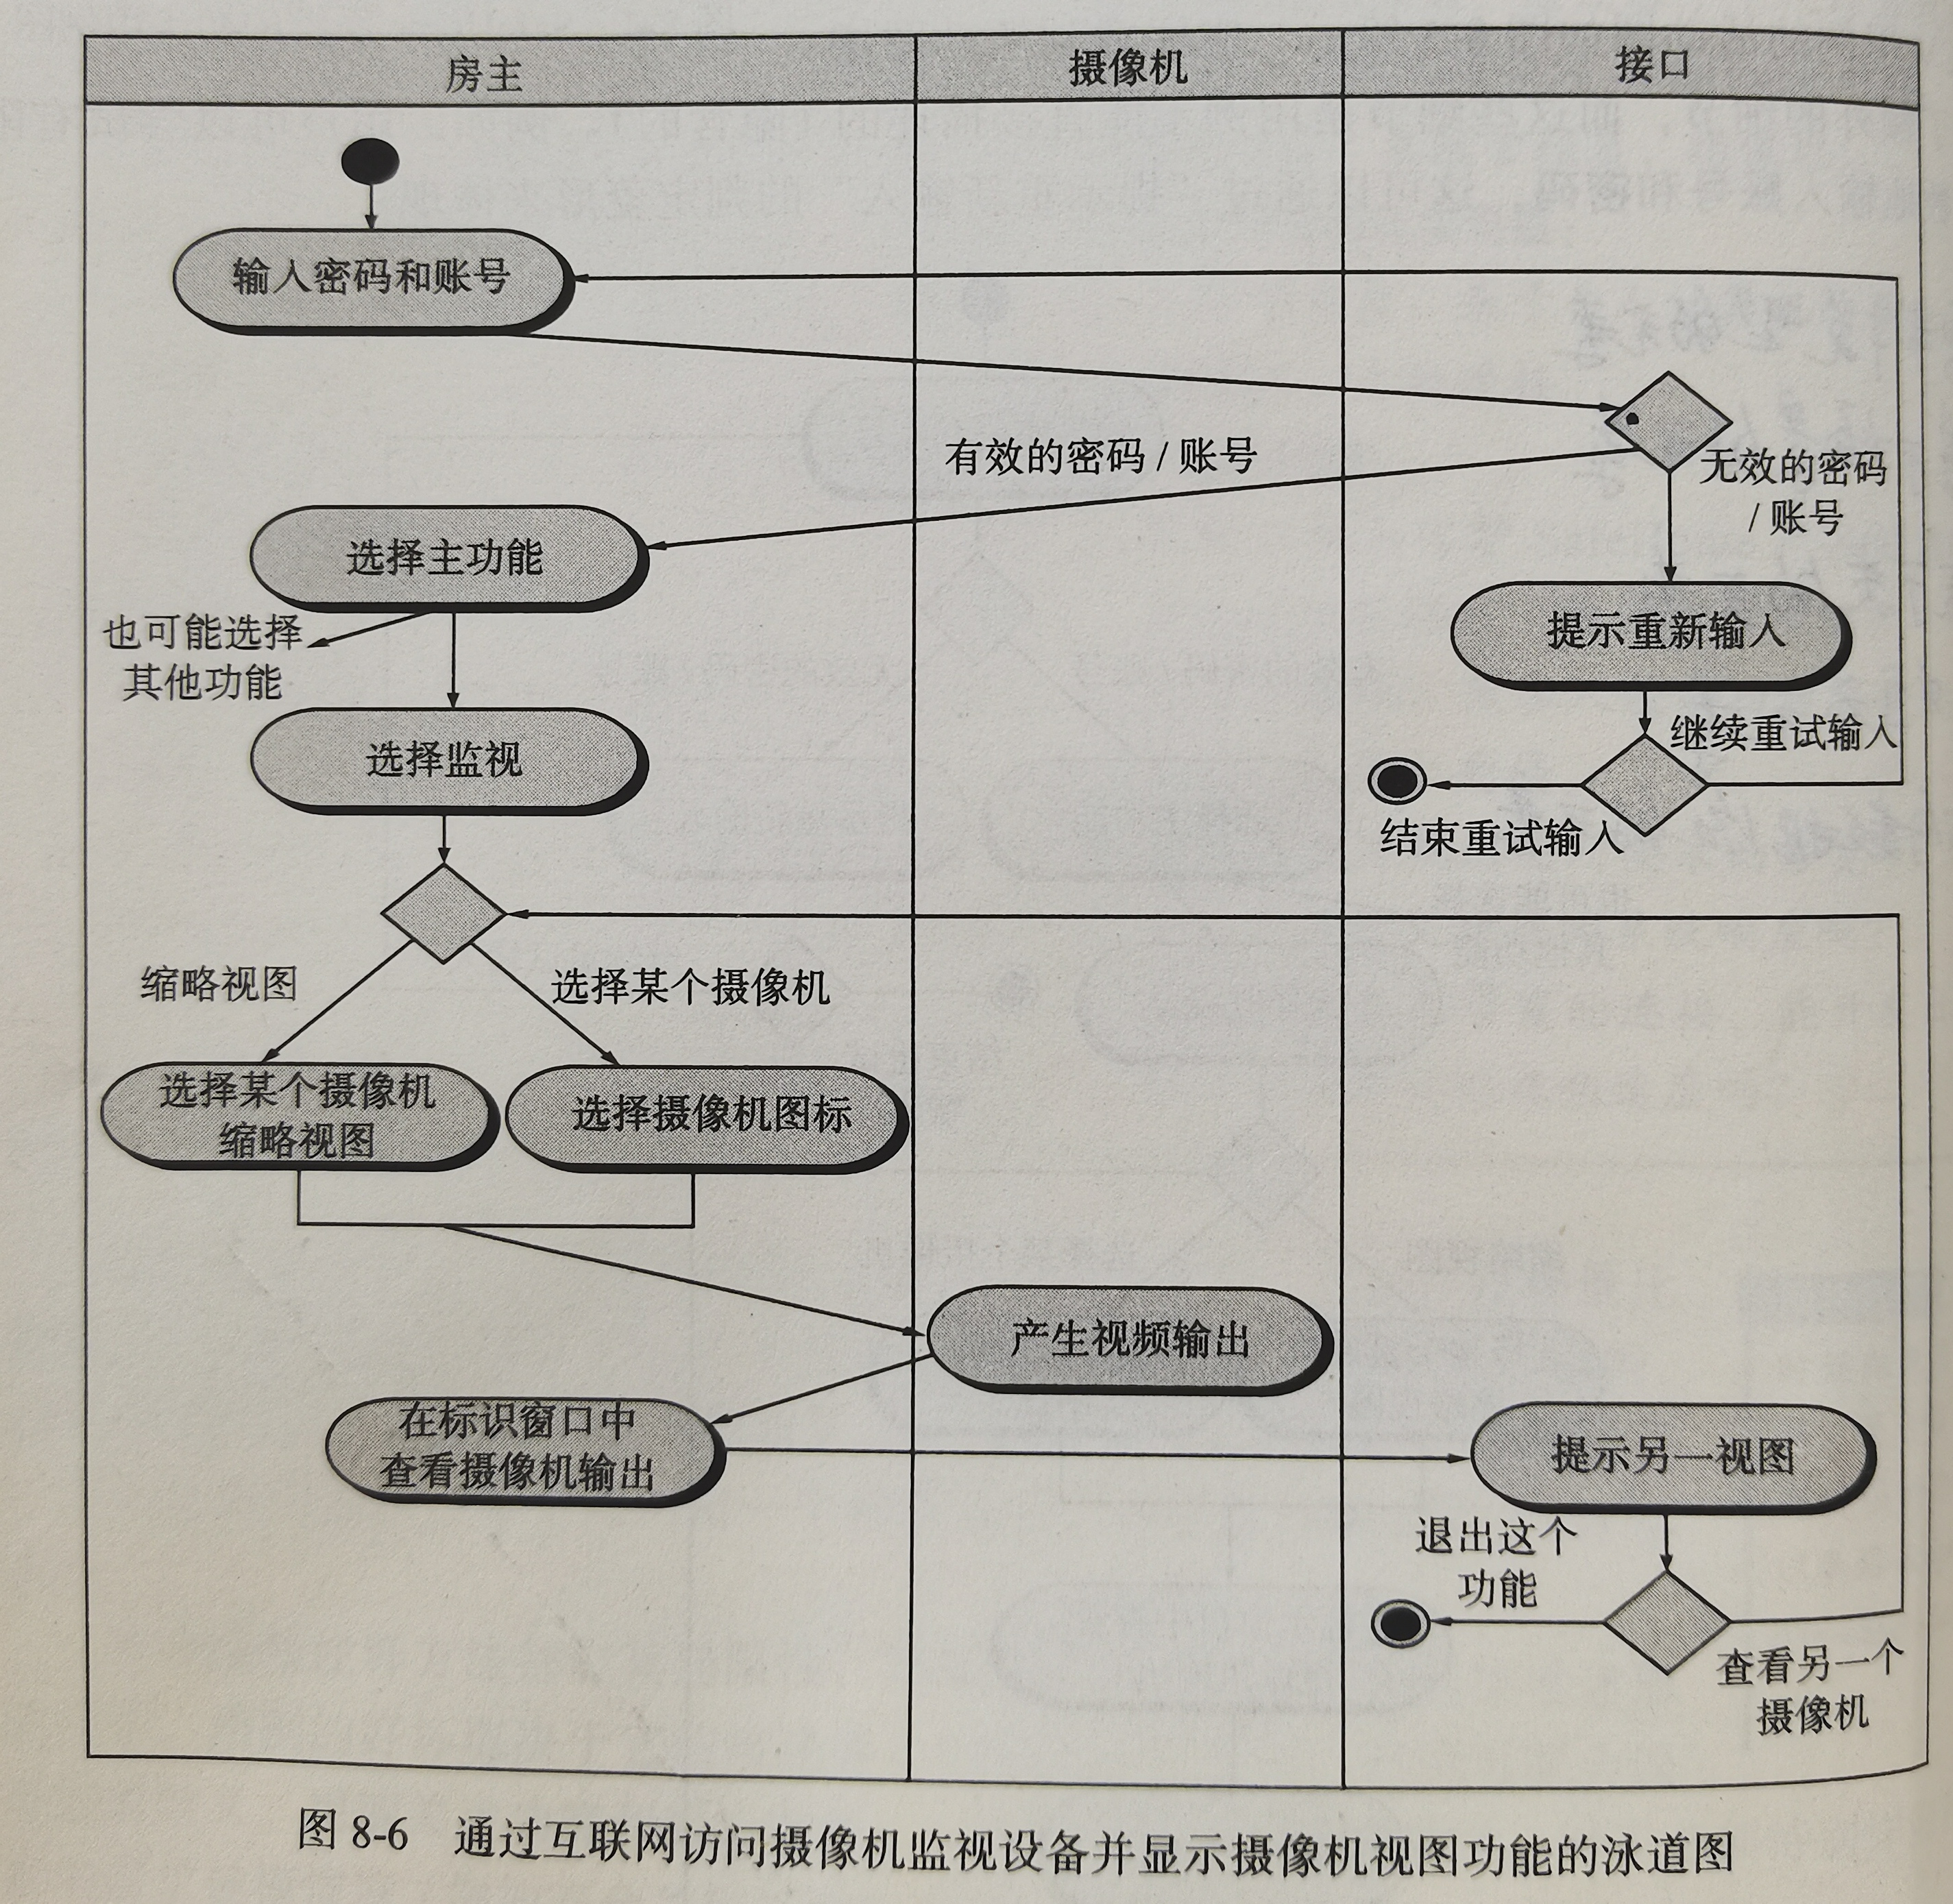 房主
摄像机
接口
输入密码和账号
有效的密码 / 账号
无效的密码
/ 账号
选择主功能
也可能选择
其他功能
提示重新输入
选择监视
继续重试输入
结束重试输入
缩略视图
选择某个摄像机
选择某个摄像机
缩略视图
选择摄像机图标
产生视频输出
在标识窗口中
查看摄像机输出
提示另一视图
退出这个
功能
查看另一个
摄像机
图 8-6 通过互联网访问摄像机监视设备并显示摄像机视图功能的泳道图